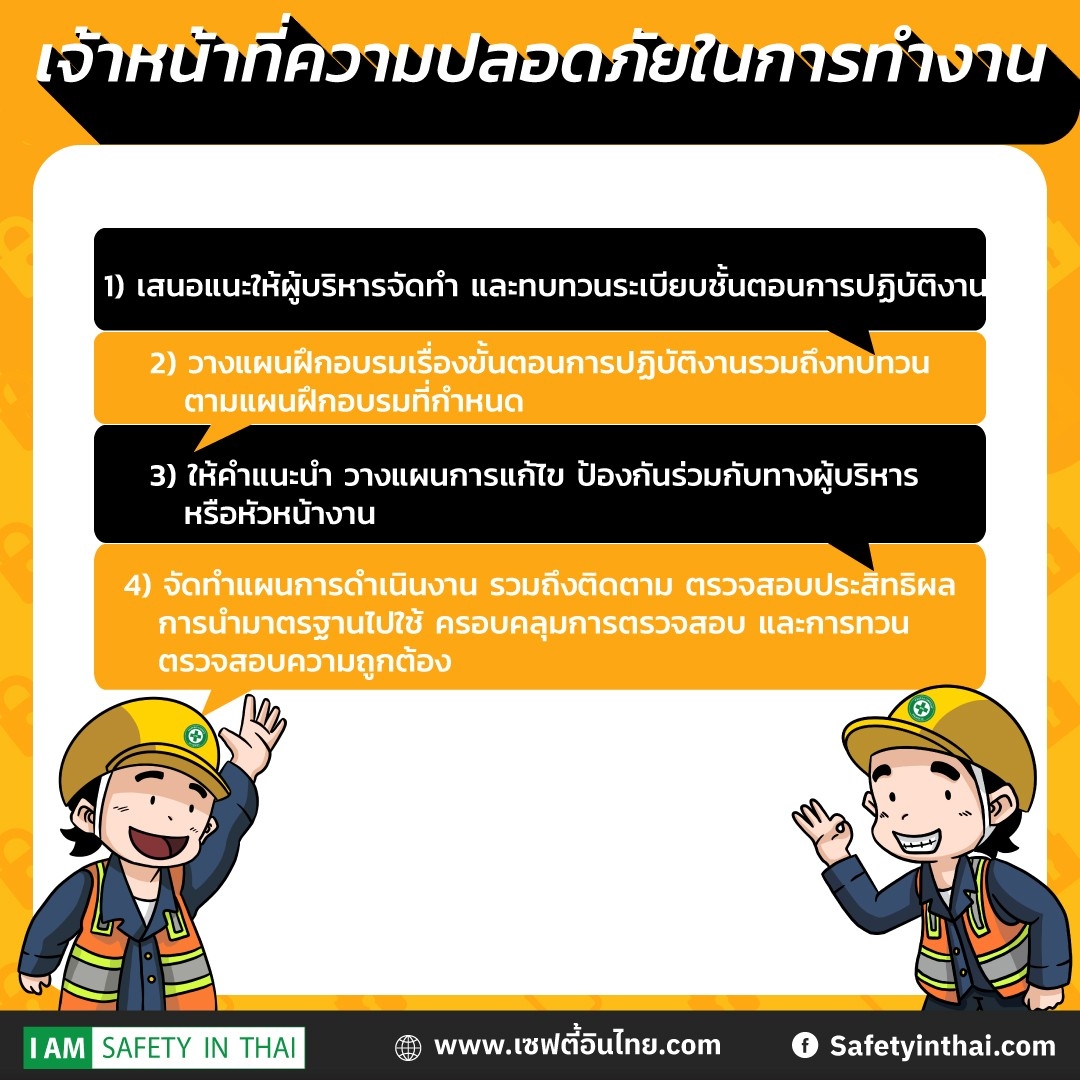 เจ้าหน้าที่ความปลอดภัยในการทำงาน
1) เสนอแนะให้ผู้บริหารจัดทำ และทบทวนระเบียบขั้นตอนการปฏิบัติงาน
2) วางแผนฝึกอบรมเรื่องขั้นตอนการปฏิบัติงานรวมถึงทบทวน
ตามแผนฝึกอบรมที่กำหนด
3) ให้คำแนะนำ วางแผนการแก้ไข ป้องกันร่วมกับทางผู้บริหาร
หรือหัวหน้างาน
4) จัดทำแผนการดำเนินงาน รวมถึงติดตาม ตรวจสอบประสิทธิผล
การนำมาตรฐานไปใช้ ครอบคลุมการตรวจสอบ และการทวน
ตรวจสอบความถูกต้อง
I AM SAFETY IN THAI
www.เซฟตี้อินไทย.com
Safetyinthai.com